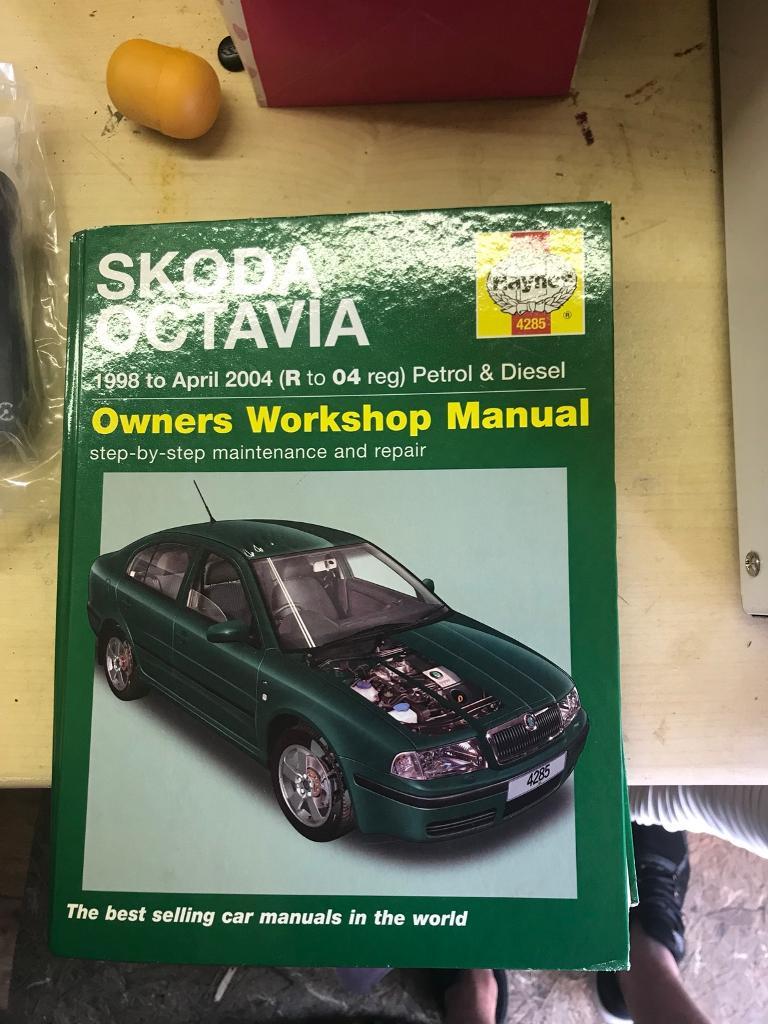 SKODA
OCTAVIA
Haynes
4285
®
1998 to April 2004 (R to 04 reg) Petrol & Diesel
Owners Workshop Manual
step-by-step maintenance and repair
4285
The best selling car manuals in the world